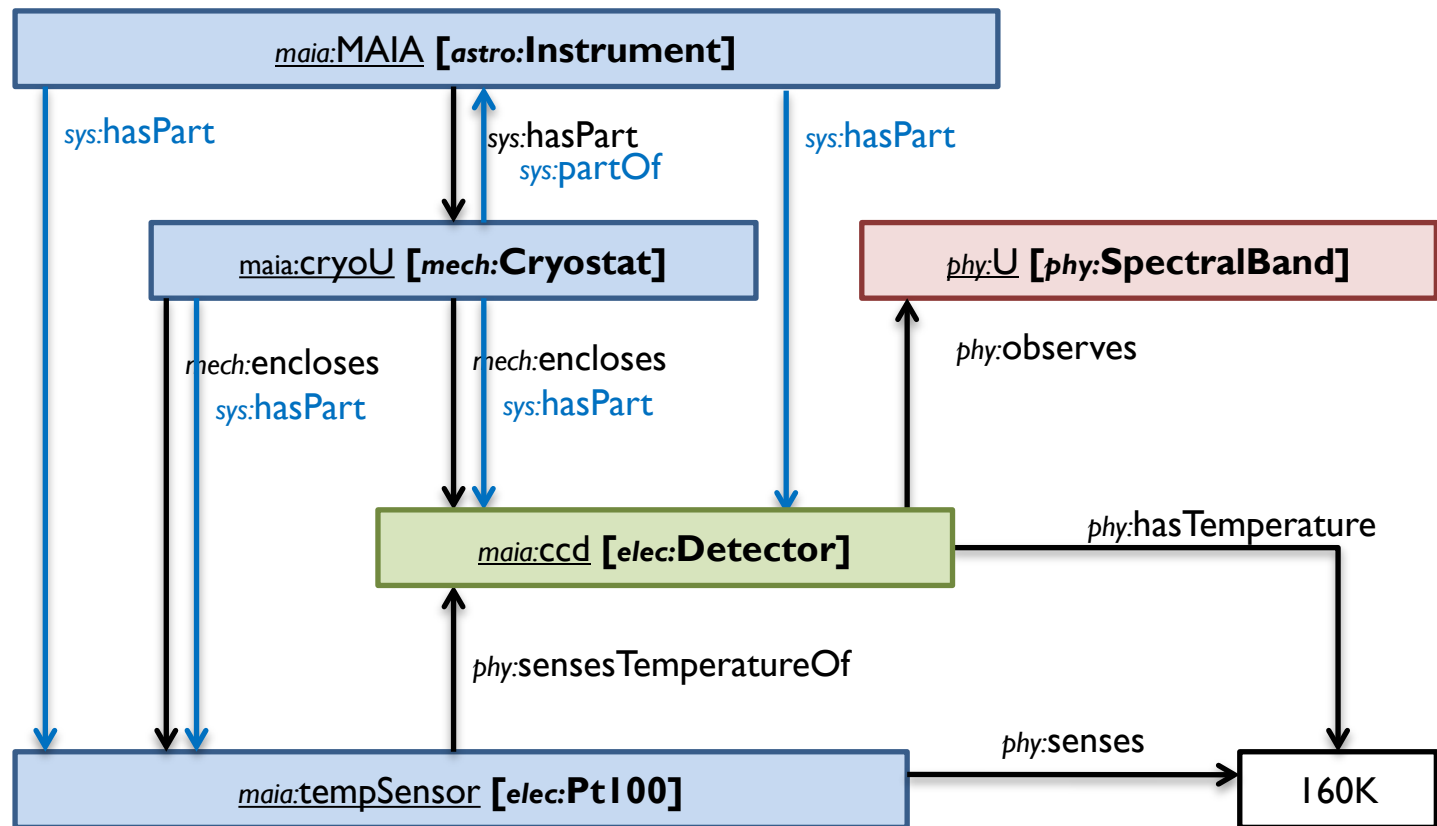 maia:MAIA [astro:Instrument]
sys:hasPart
sys:hasPart
sys:partOf
sys:hasPart
maia:cryoU [mech:Cryostat]
phy:U [phy:SpectralBand]
mech:encloses
sys:hasPart
mech:encloses
sys:hasPart
phy:observes
maia:ccd [elec:Detector]
phy:hasTemperature
phy:sensesTemperatureOf
phy:senses
maia:tempSensor [elec:Pt100]
160K